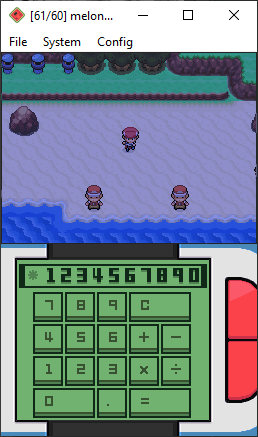 [61/60] melon...
File System Config
1234567890
7 8 9 C
4 5 6 + -
1 2 3 × ÷
0 . =